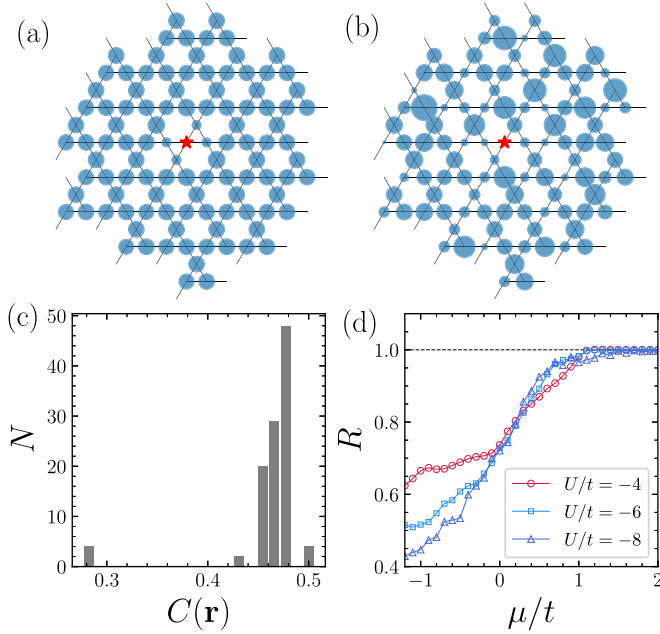 (a)
(b)
(c)
50
40
30
20
10
0
N
0.3
0.4
0.5
C(r)
(d)
1.0
0.8
0.6
0.4
R
U/t = −4
U/t = −6
U/t = −8
−1
0
1
2
μ/t